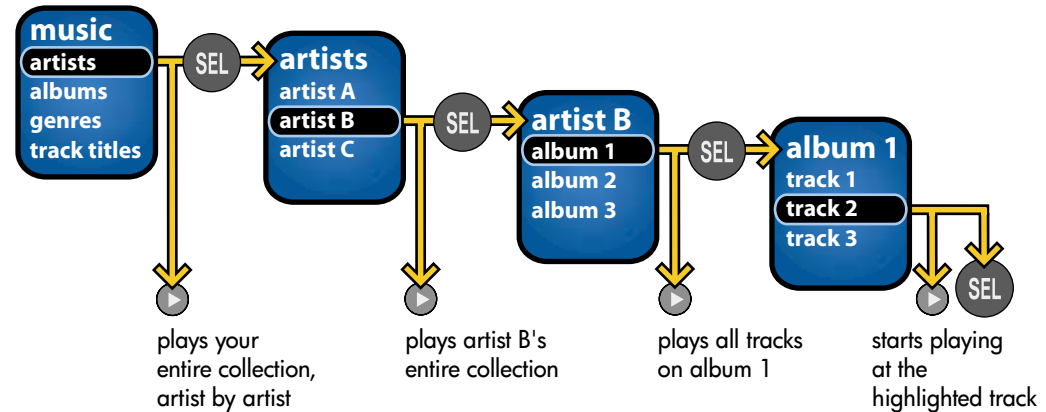 music
artists
albums
genres
track titles
SEL
artists
artist A
artist B
artist C
SEL
artist B
album 1
album 2
album 3
SEL
album 1
track 1
track 2
track 3
SEL
plays your
entire collection,
artist by artist
plays artist B's
entire collection
plays all tracks
on album 1
starts playing
at the
highlighted track